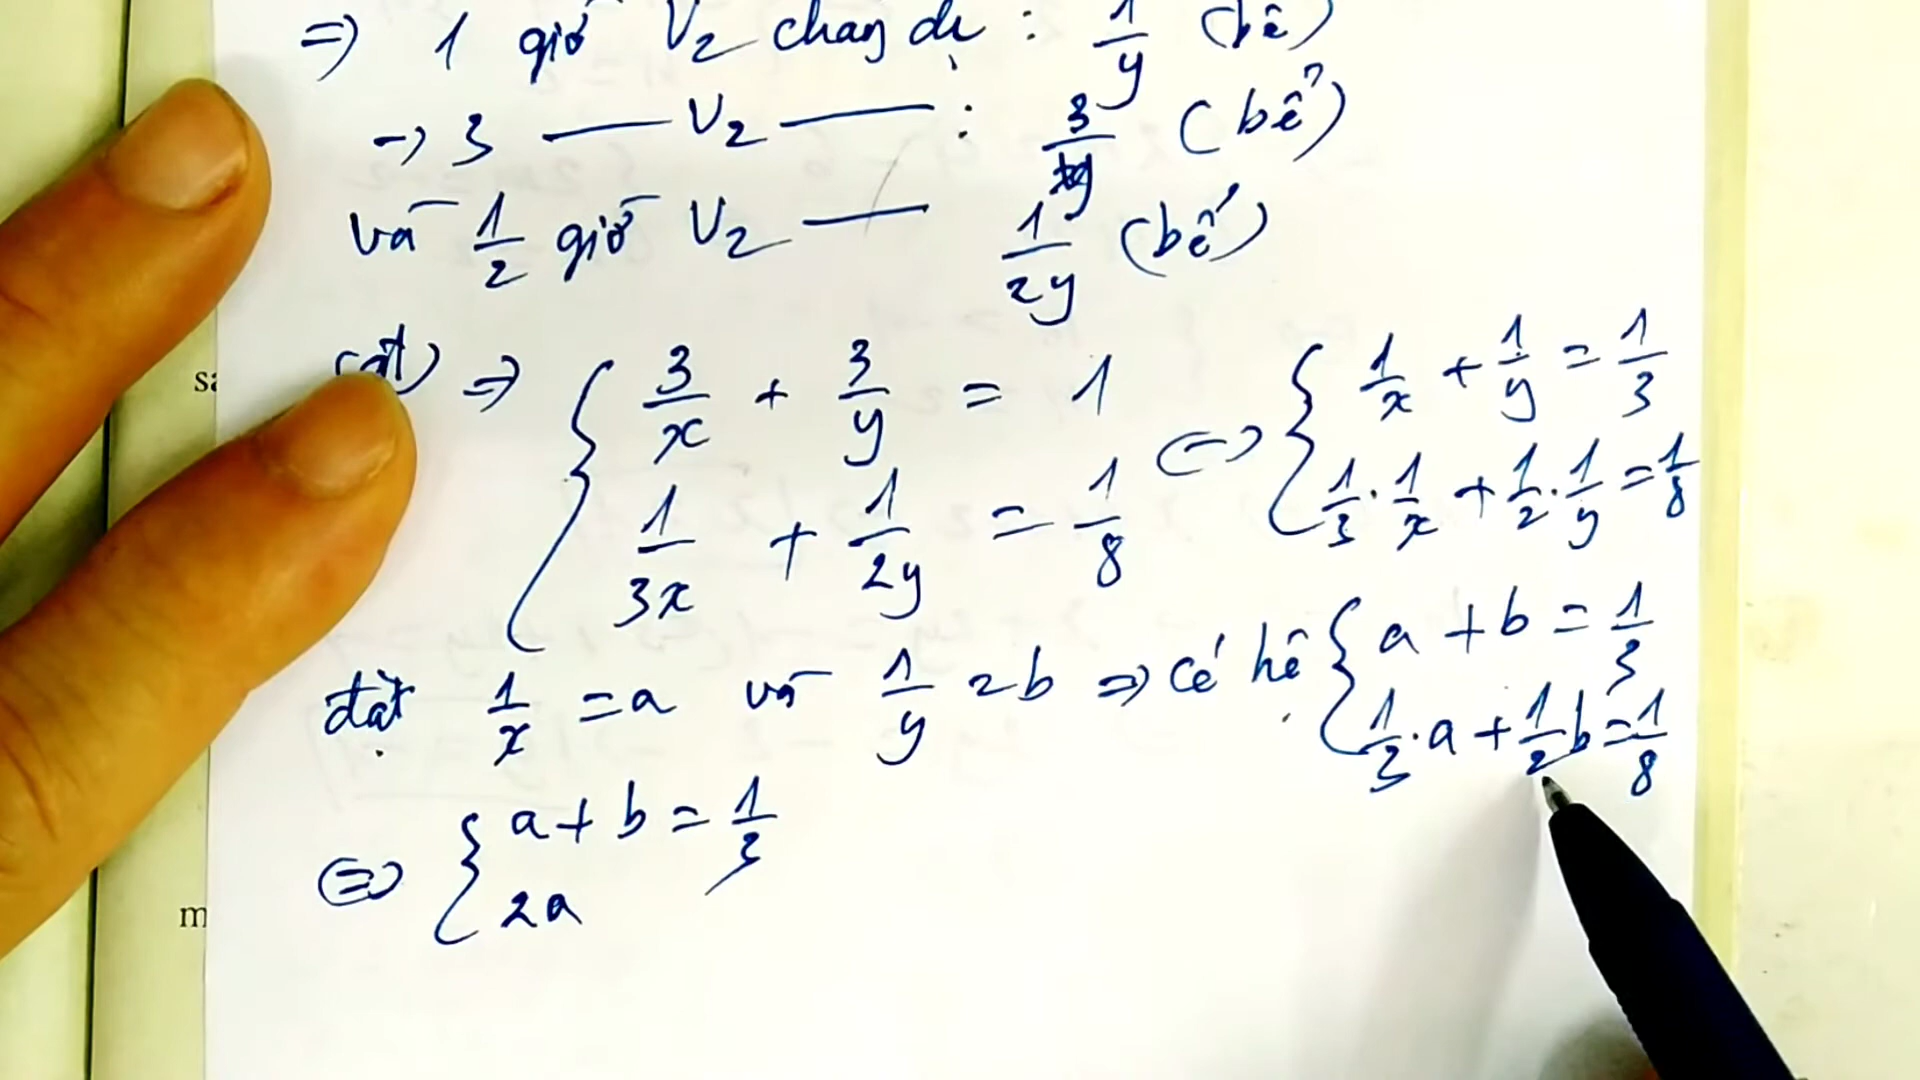 => 1 giờ V2 chảy đc : 1/y (bể)
-> 3 —— V2 —— : 3/y (bể)
và 1/2 giờ V2 —— 1/2y (bể)
=> { 3/x + 3/y = 1 <=> { 1/x + 1/y = 1/3
1/3x + 1/2y = 1/8 1/3 . 1/x + 1/2 . 1/y = 1/8
đặt 1/x = a và 1/y = b => có hệ { a + b = 1/3
1/3 . a + 1/2 b = 1/8
<=> { a + b = 1/3
2a
sa
m